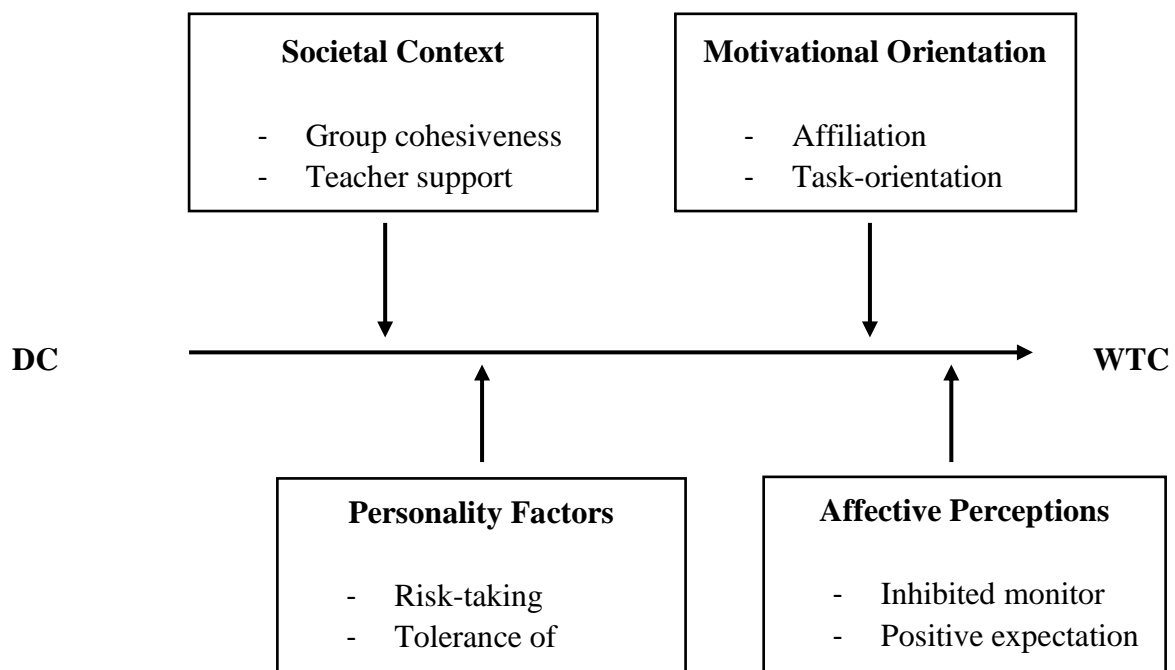 Societal Context
- Group cohesiveness
- Teacher support
Motivational Orientation
- Affiliation
- Task-orientation
DC
WTC
Personality Factors
- Risk-taking
- Tolerance of
Affective Perceptions
- Inhibited monitor
- Positive expectation